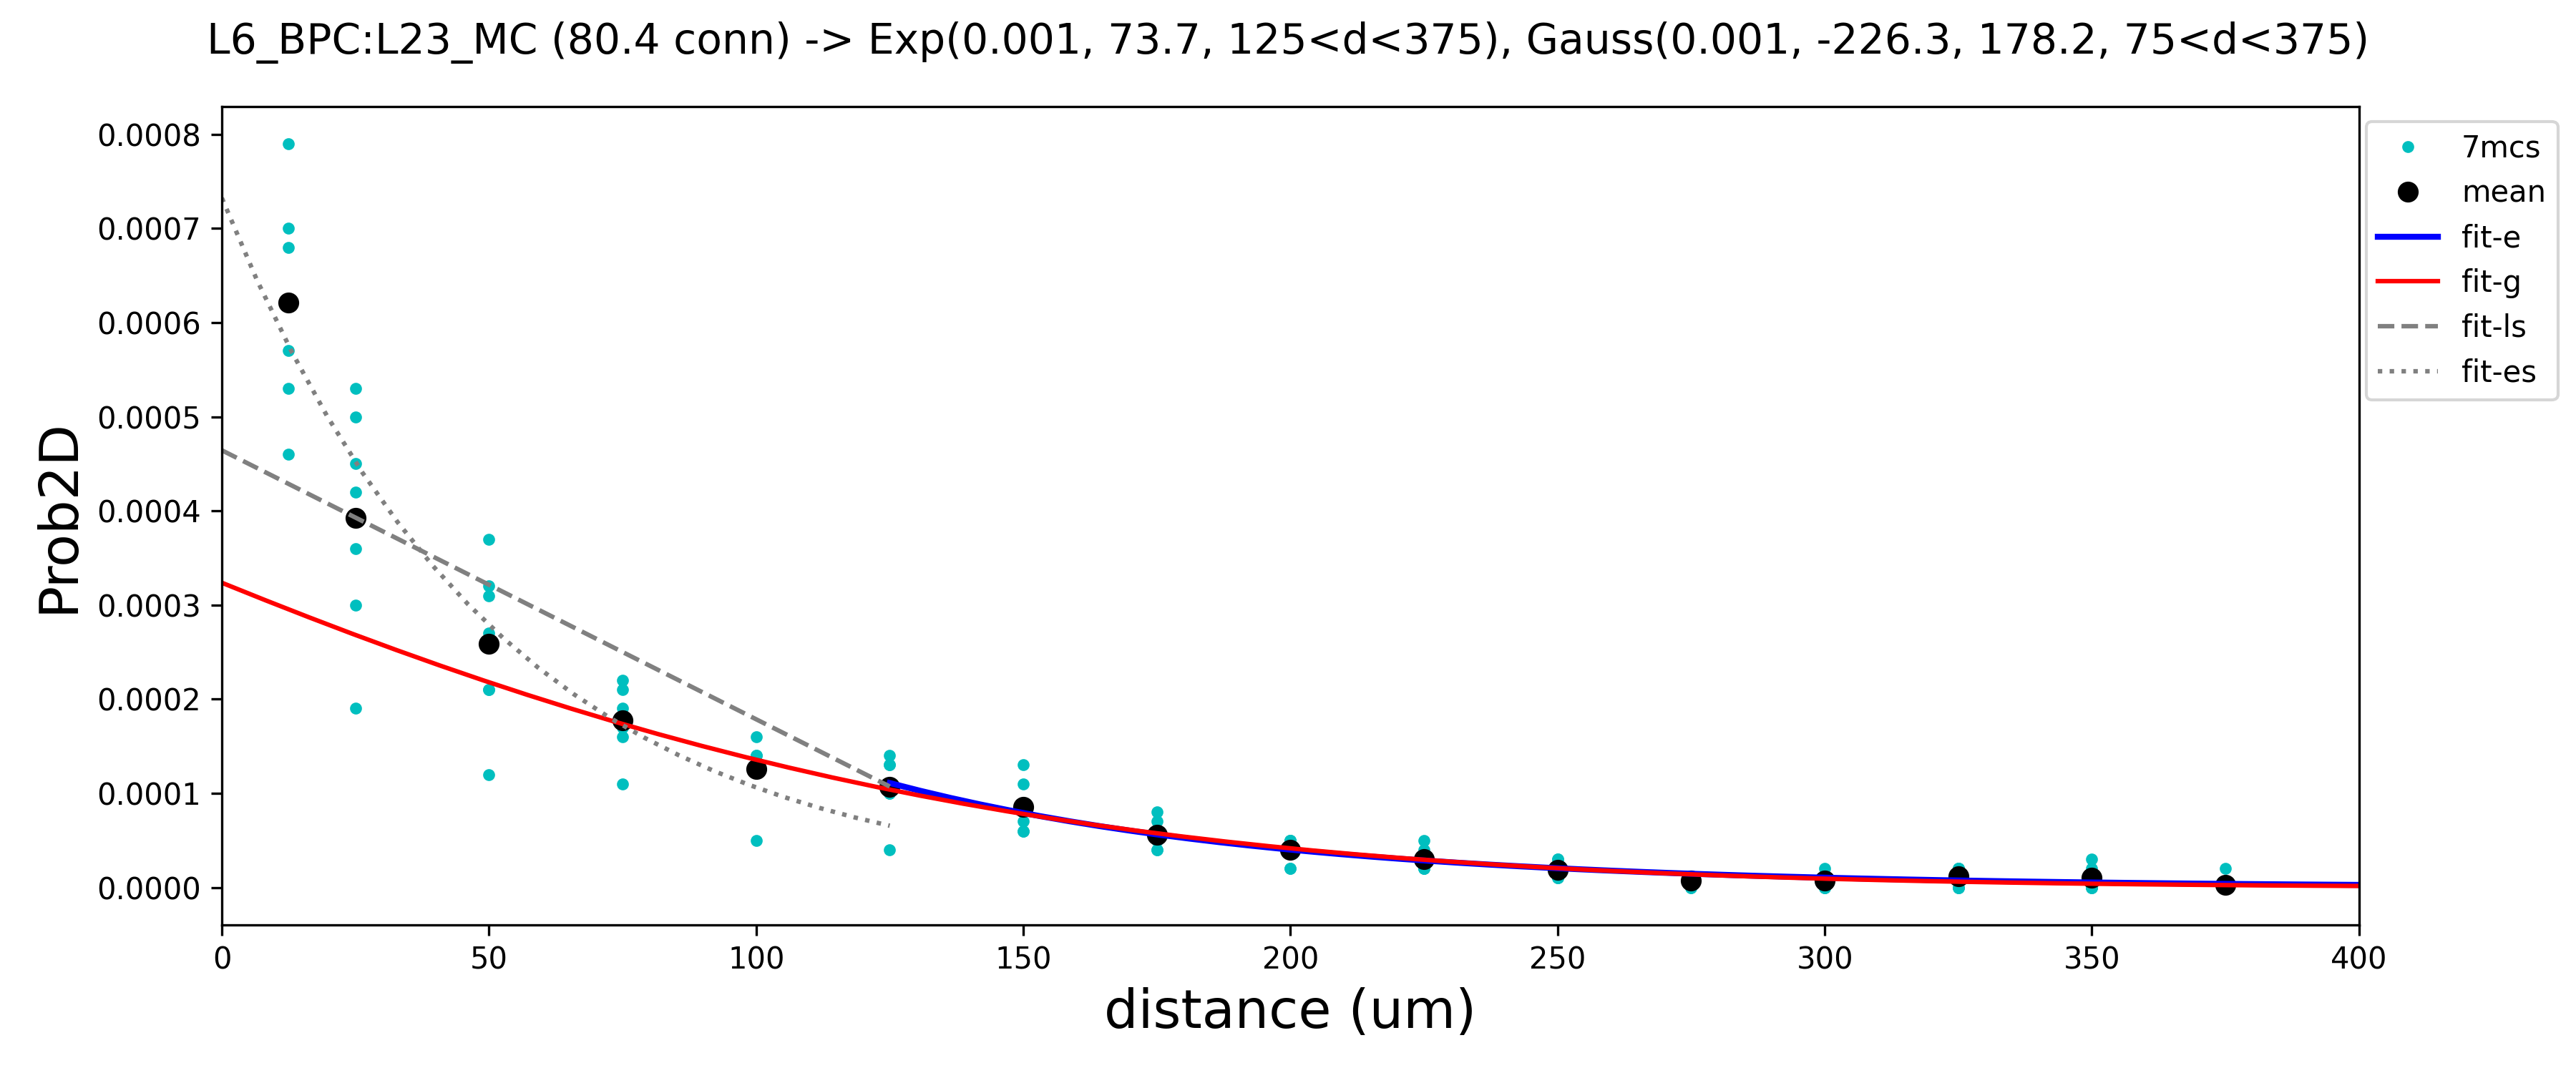 L6_BPC:L23_MC (80.4 conn) -> Exp(0.001, 73.7, 125<d<375), Gauss(0.001, -226.3, 178.2, 75<d<375)
0.0008
0.0007
0.0006
0.0005
0.0004
0.0003
0.0002
0.0001
0.0000
Prob2D
0 50 100 150 200 250 300 350 400
distance (um)
7mcs
mean
fit-e
fit-g
fit-ls
fit-es